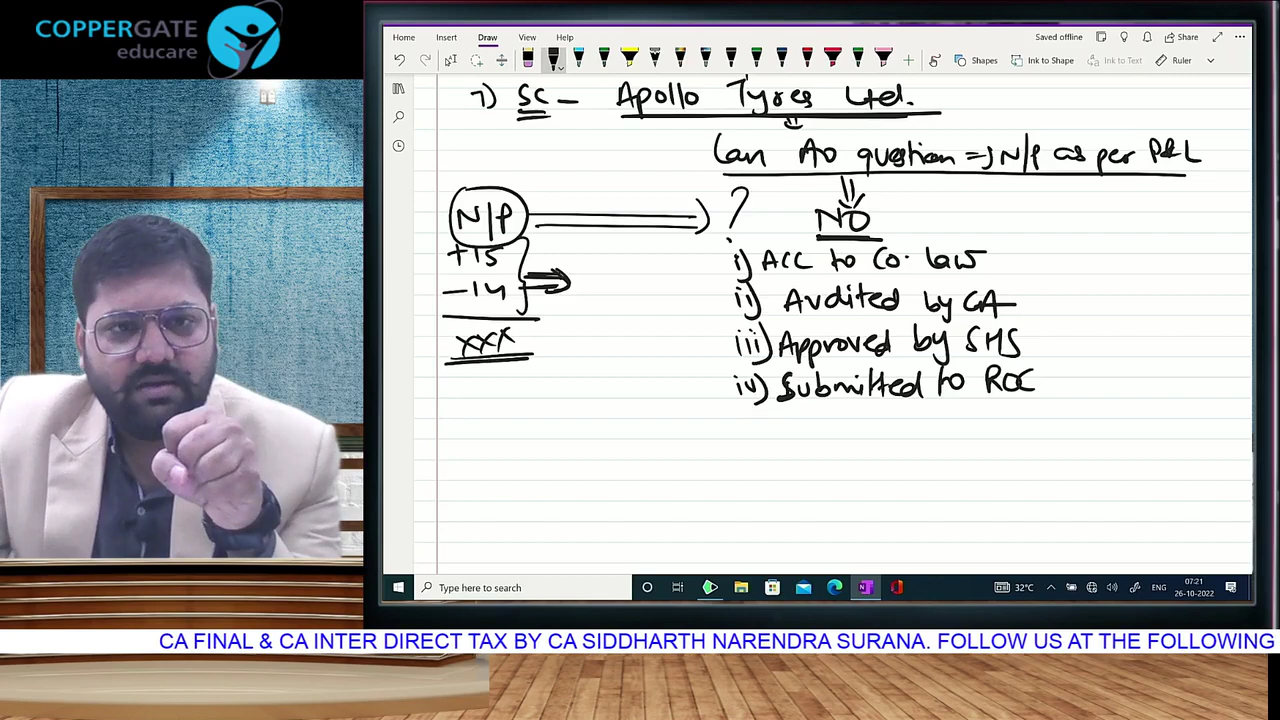 COPPERGATE
educare
Home Insert Draw View Help
Saved offline
Share
Shapes
Ink to Shape
Ink to Text
Ruler
7) SC - Apollo Tyres Ltd.
Can AO question => N/P as per P&L
N/P
?
NO
+15
-14
xxx
i) ACC to Co. law
ii) Audited by CA
iii) Approved by SHS
iv) Submitted to ROC
Type here to search
32°C
ENG
07:21
26-10-2022
CA FINAL & CA INTER DIRECT TAX BY CA SIDDHARTH NARENDRA SURANA. FOLLOW US AT THE FOLLOWING